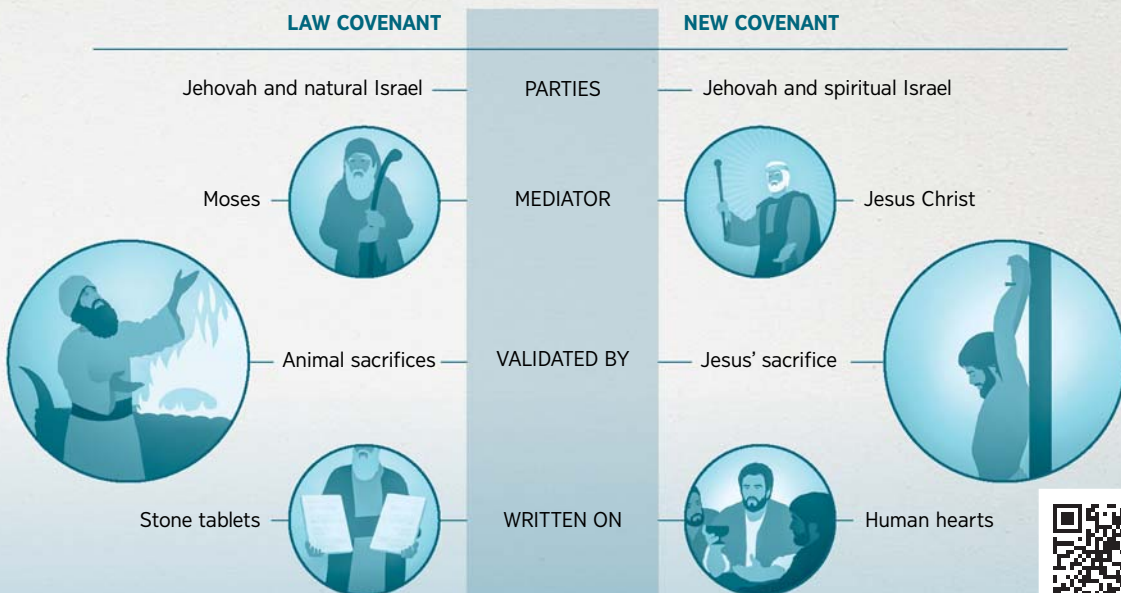 LAW COVENANT NEW COVENANT
Jehovah and natural Israel PARTIES Jehovah and spiritual Israel
Moses MEDIATOR Jesus Christ
Animal sacrifices VALIDATED BY Jesus’ sacrifice
Stone tablets WRITTEN ON Human hearts